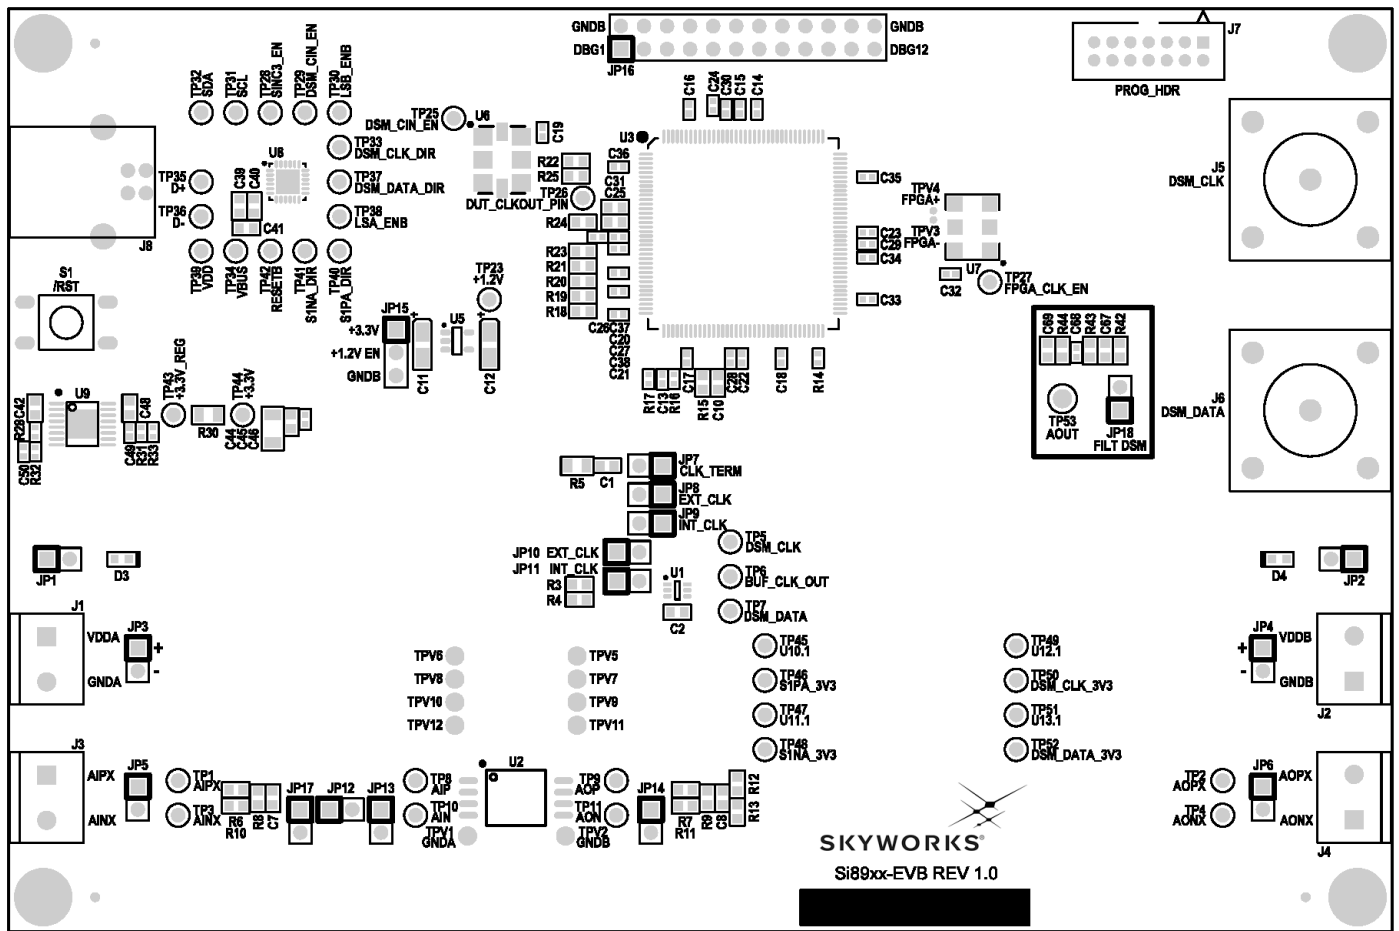 GNDB
GNDB
DBG1
DBG12
JP16
J7
PROG_HDR
TP32
SDA
TP31
SCL
TP28
SINC3_EN
TP29
DSM_CIN_EN
TP30
LSB_ENB
TP25
DSM_CIN_EN
U6
C19
C16
C24
C30
C15
C14
U3
TP33
DSM_CLK_DIR
U8
TP35
D+
C39
C40
TP37
DSM_DATA_DIR
TP36
D-
TP38
LSA_ENB
C41
J8
R22
R25
C36
C31
C25
TP26
DUT_CLKOUT_PIN
R24
R23
R21
R20
R19
R18
C35
TPV4
FPGA+
TPV3
FPGA-
C23
C29
C34
C33
U7
C32
TP27
FPGA_CLK_EN
J5
DSM_CLK
TP39
VDD
TP34
VBUS
TP42
RESETB
TP41
S1NA_DIR
TP40
S1PA_DIR
S1
/RST
TP23
+1.2V
JP15
+3.3V
+1.2V EN
GNDB
C11
U5
C12
C26
C37
C20
C27
C38
C21
R17
C13
R16
C17
R15
C10
C28
C22
C18
R14
C69
R44
C68
R43
C67
R42
TP53
AOUT
JP18
FILT DSM
J6
DSM_DATA
TP43
+3.3V_REG
TP44
+3.3V
R28
C42
U9
C48
R30
C44
C45
C46
C50
R32
C49
R31
R33
R5
C1
JP7
CLK_TERM
JP8
EXT_CLK
JP9
INT_CLK
JP10
EXT_CLK
JP11
INT_CLK
R3
R4
U1
C2
TP5
DSM_CLK
TP6
BUF_CLK_OUT
TP7
DSM_DATA
JP1
D3
D4
JP2
J1
VDDA
GNDA
JP3
+
-
TPV6
TPV8
TPV10
TPV12
TPV5
TPV7
TPV9
TPV11
TP45
U10.1
TP46
S1PA_3V3
TP47
U11.1
TP48
S1NA_3V3
TP49
U12.1
TP50
DSM_CLK_3V3
TP51
U13.1
TP52
DSM_DATA_3V3
JP4
+
-
VDDB
GNDB
J2
J3
AIPX
AINX
JP5
TP1
AIPX
TP3
AINX
R6
R10
R8
C7
JP17
JP12
JP13
TP8
AIP
TP10
AIN
TPV1
GNDA
U2
TP9
AOP
TP11
AON
TPV2
GNDB
JP14
R7
R11
R9
C8
R12
R13
TP2
AOPX
TP4
AONX
JP6
AOPX
AONX
J4
SKYWORKS®
Si89xx-EVB REV 1.0